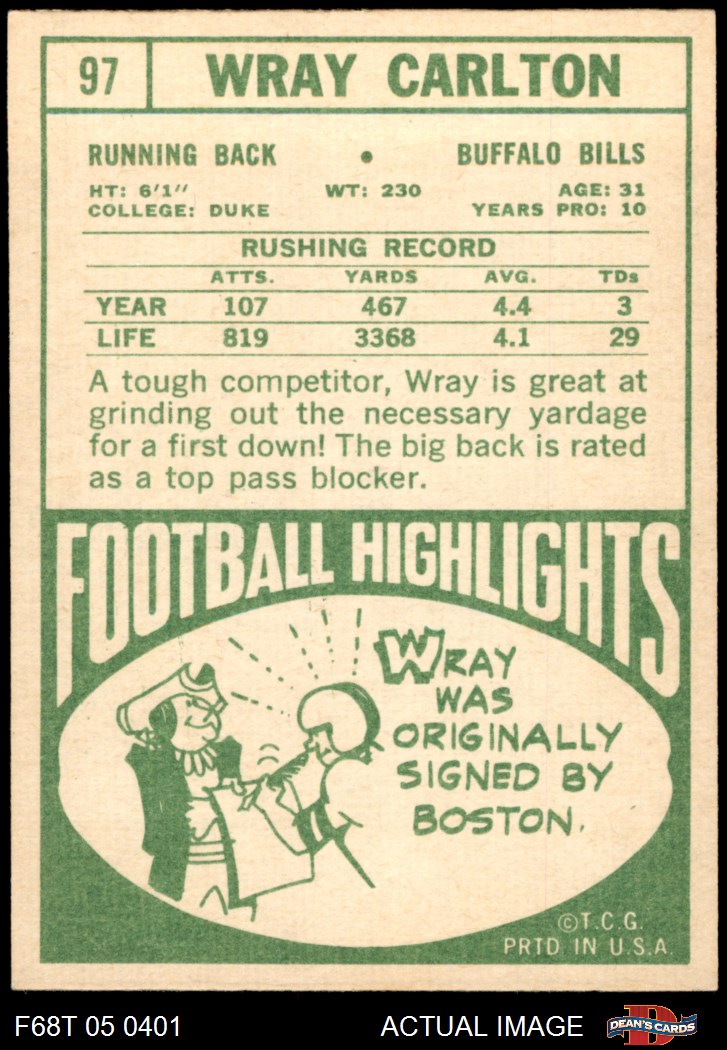 97 WRAY CARLTON
RUNNING BACK • BUFFALO BILLS
HT: 6'1" WT: 230 AGE: 31
COLLEGE: DUKE YEARS PRO: 10
RUSHING RECORD
ATTS. YARDS AVG. TDs
YEAR 107 467 4.4 3
LIFE 819 3368 4.1 29
A tough competitor, Wray is great at
grinding out the necessary yardage
for a first down! The big back is rated
as a top pass blocker.
FOOTBALL HIGHLIGHTS
WRAY
WAS
ORIGINALLY
SIGNED BY
BOSTON.
©T.C.G.
PRTD. IN U.S.A.
F68T 05 0401 ACTUAL IMAGE DEAN'S CARDS